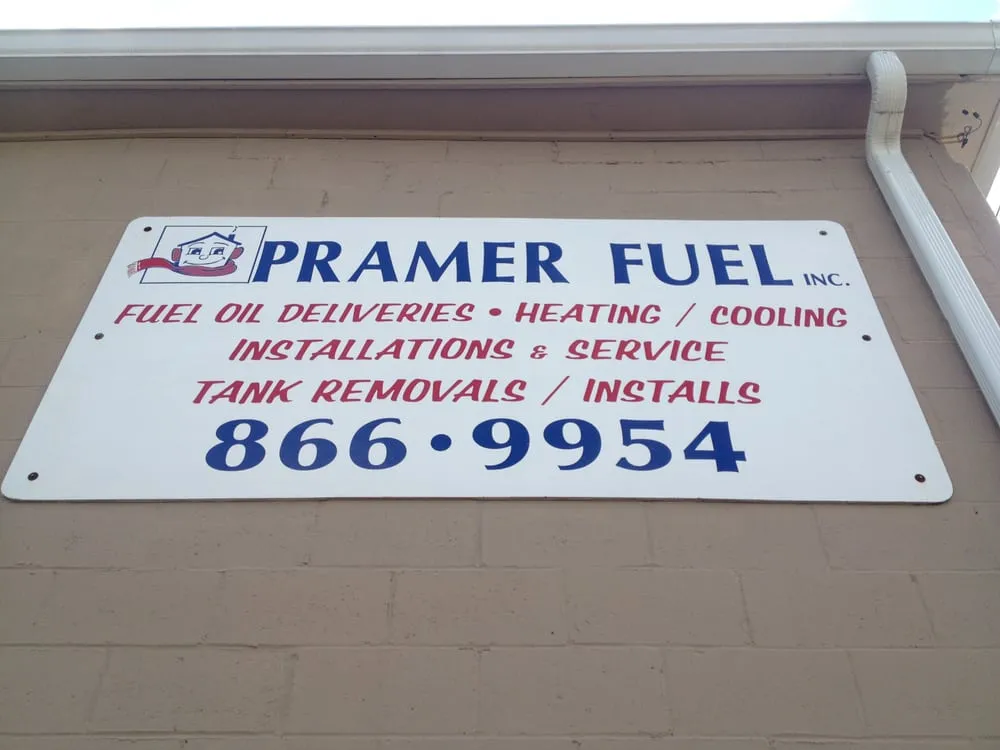 PRAMER FUEL INC.
FUEL OIL DELIVERIES • HEATING / COOLING
INSTALLATIONS & SERVICE
TANK REMOVALS / INSTALLS
866•9954